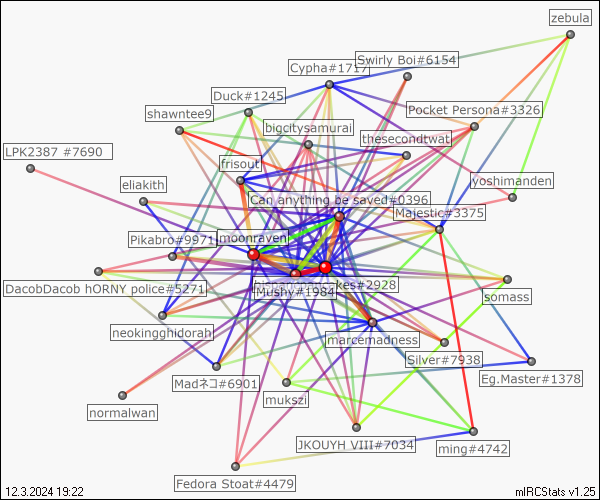 zebula
Swirly Boi#6154
Cypha#1717
Duck#1245
Pocket Persona#3326
shawntee9
bigcitysamurai
thesecondtwat
LPK2387 #7690
frisout
eliakith
yoshimanden
Can anything be saved#0396
Majestic#3375
Pikabro#9971
moonraven
DacobDacob hORNY police#5271
kes#2928
Mushy#1984
somass
neokingghidorah
marcemadness
Silver#7938
Madネコ#6901
Eg.Master#1378
mukszi
normalwan
JKOUYH VIII#7034
ming#4742
Fedora Stoat#4479
12.3.2024 19:22
mIRCStats v1.25